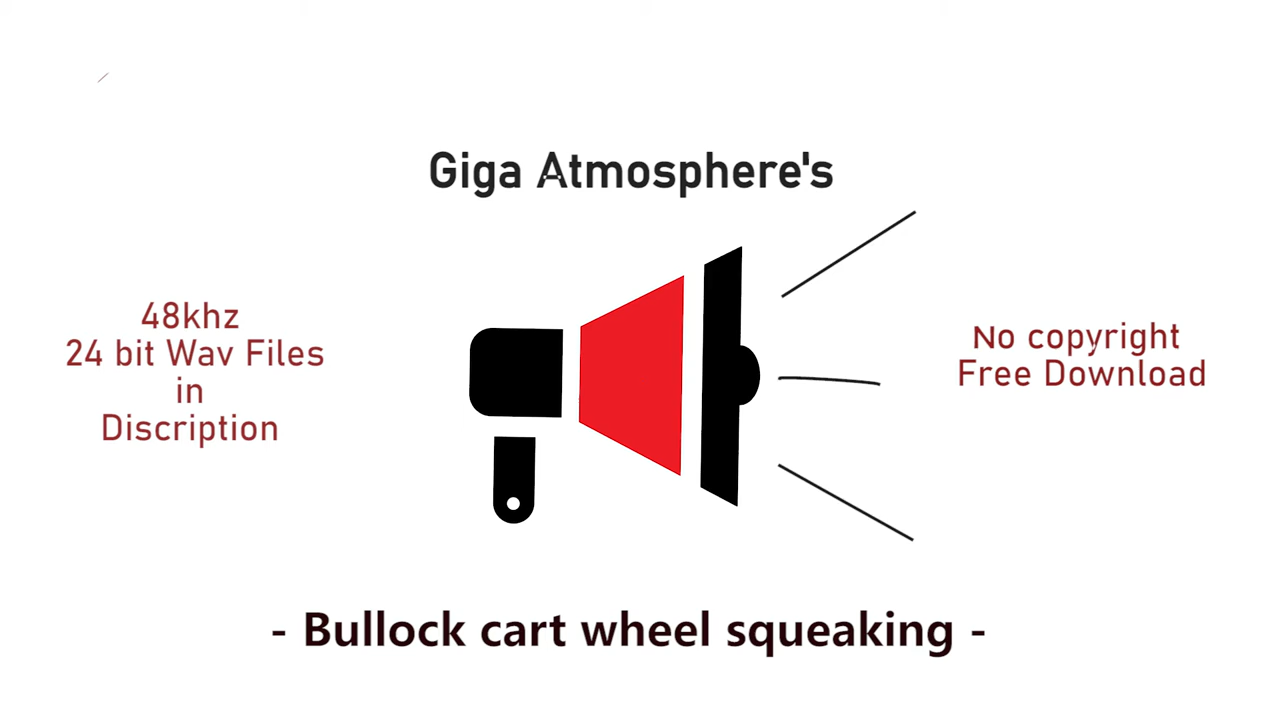 Giga Atmosphere's
48khz
24 bit Wav Files
in
Discription
No copyright
Free Download
- Bullock cart wheel squeaking -